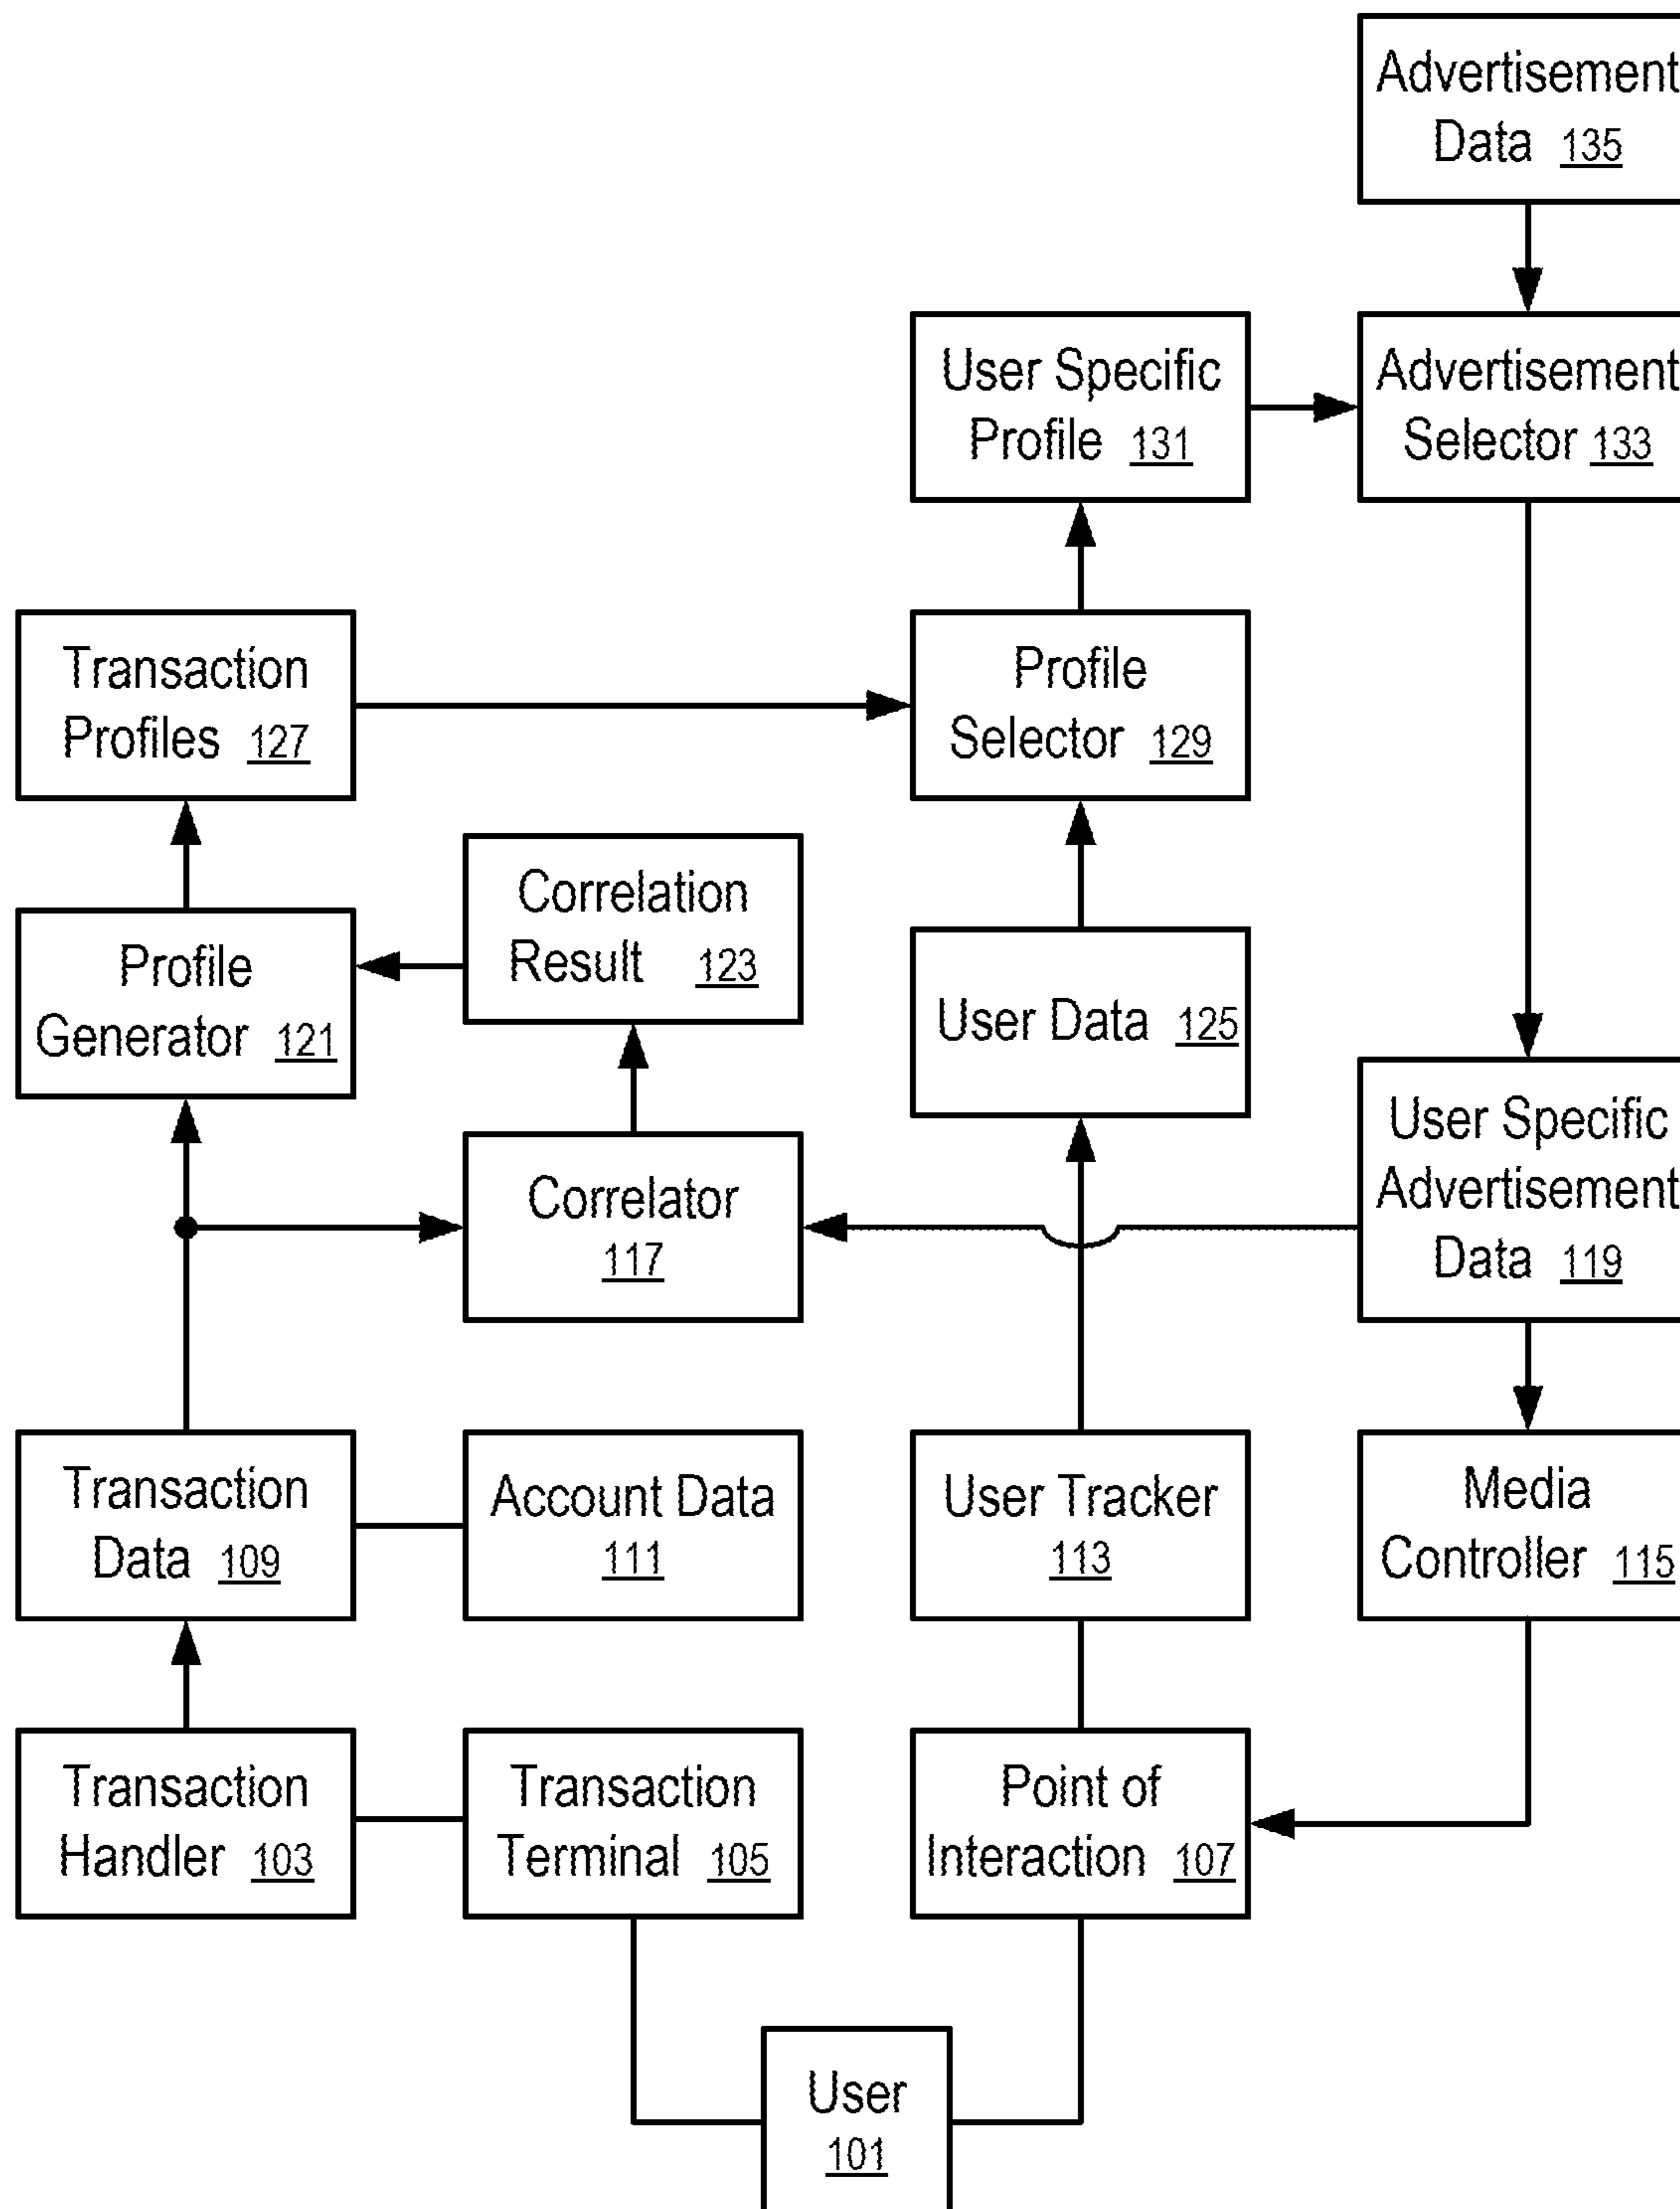 Advertisement
Data 135
User Specific
Profile 131
Advertisement
Selector 133
Transaction
Profiles 127
Profile
Selector 129
Correlation
Result 123
Profile
Generator 121
User Data 125
User Specific
Advertisement
Data 119
Correlator
117
Transaction
Data 109
Account Data
111
User Tracker
113
Media
Controller 115
Transaction
Handler 103
Transaction
Terminal 105
Point of
Interaction 107
User
101